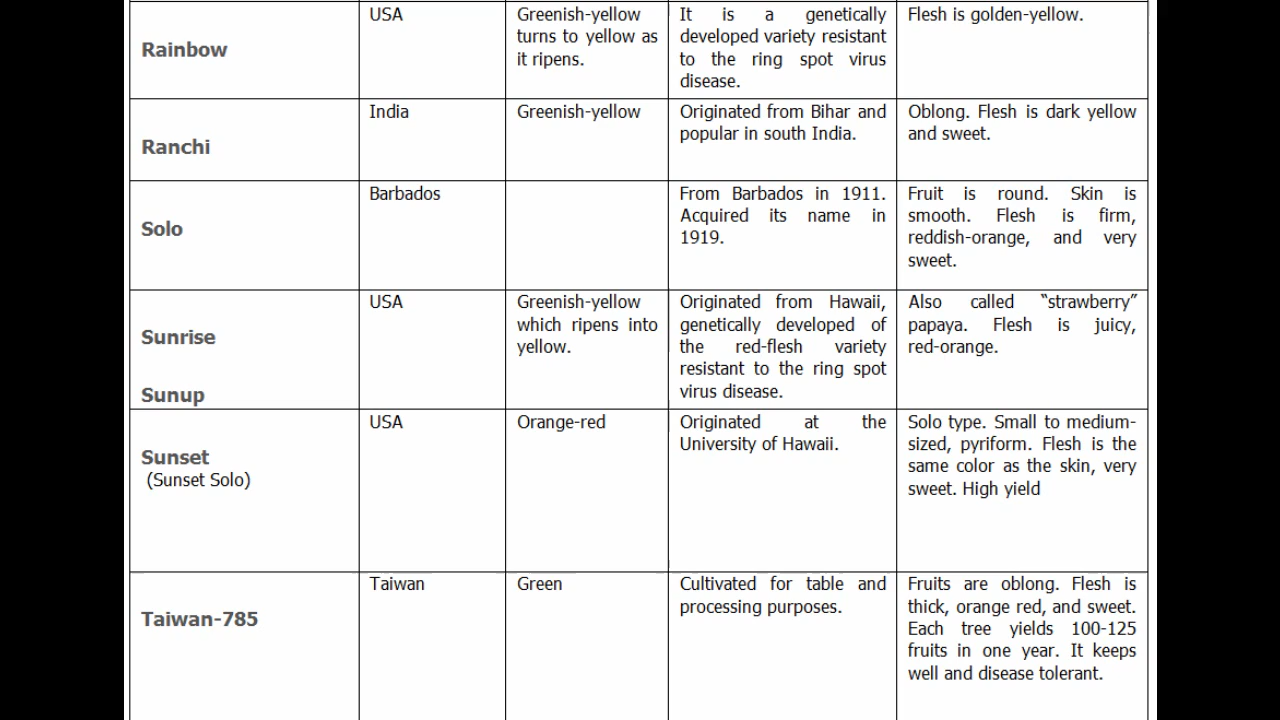 Rainbow
USA
Greenish-yellow
turns to yellow as
it ripens.
It is a genetically
developed variety resistant
to the ring spot virus
disease.
Flesh is golden-yellow.
Ranchi
India
Greenish-yellow
Originated from Bihar and
popular in south India.
Oblong. Flesh is dark yellow
and sweet.
Solo
Barbados
From Barbados in 1911.
Acquired its name in
1919.
Fruit is round. Skin is
smooth. Flesh is firm,
reddish-orange, and very
sweet.
Sunrise
Sunup
USA
Greenish-yellow
which ripens into
yellow.
Originated from Hawaii,
genetically developed of
the red-flesh variety
resistant to the ring spot
virus disease.
Also called “strawberry”
papaya. Flesh is juicy,
red-orange.
Sunset
(Sunset Solo)
USA
Orange-red
Originated at the
University of Hawaii.
Solo type. Small to medium-
sized, pyriform. Flesh is the
same color as the skin, very
sweet. High yield
Taiwan-785
Taiwan
Green
Cultivated for table and
processing purposes.
Fruits are oblong. Flesh is
thick, orange red, and sweet.
Each tree yields 100-125
fruits in one year. It keeps
well and disease tolerant.